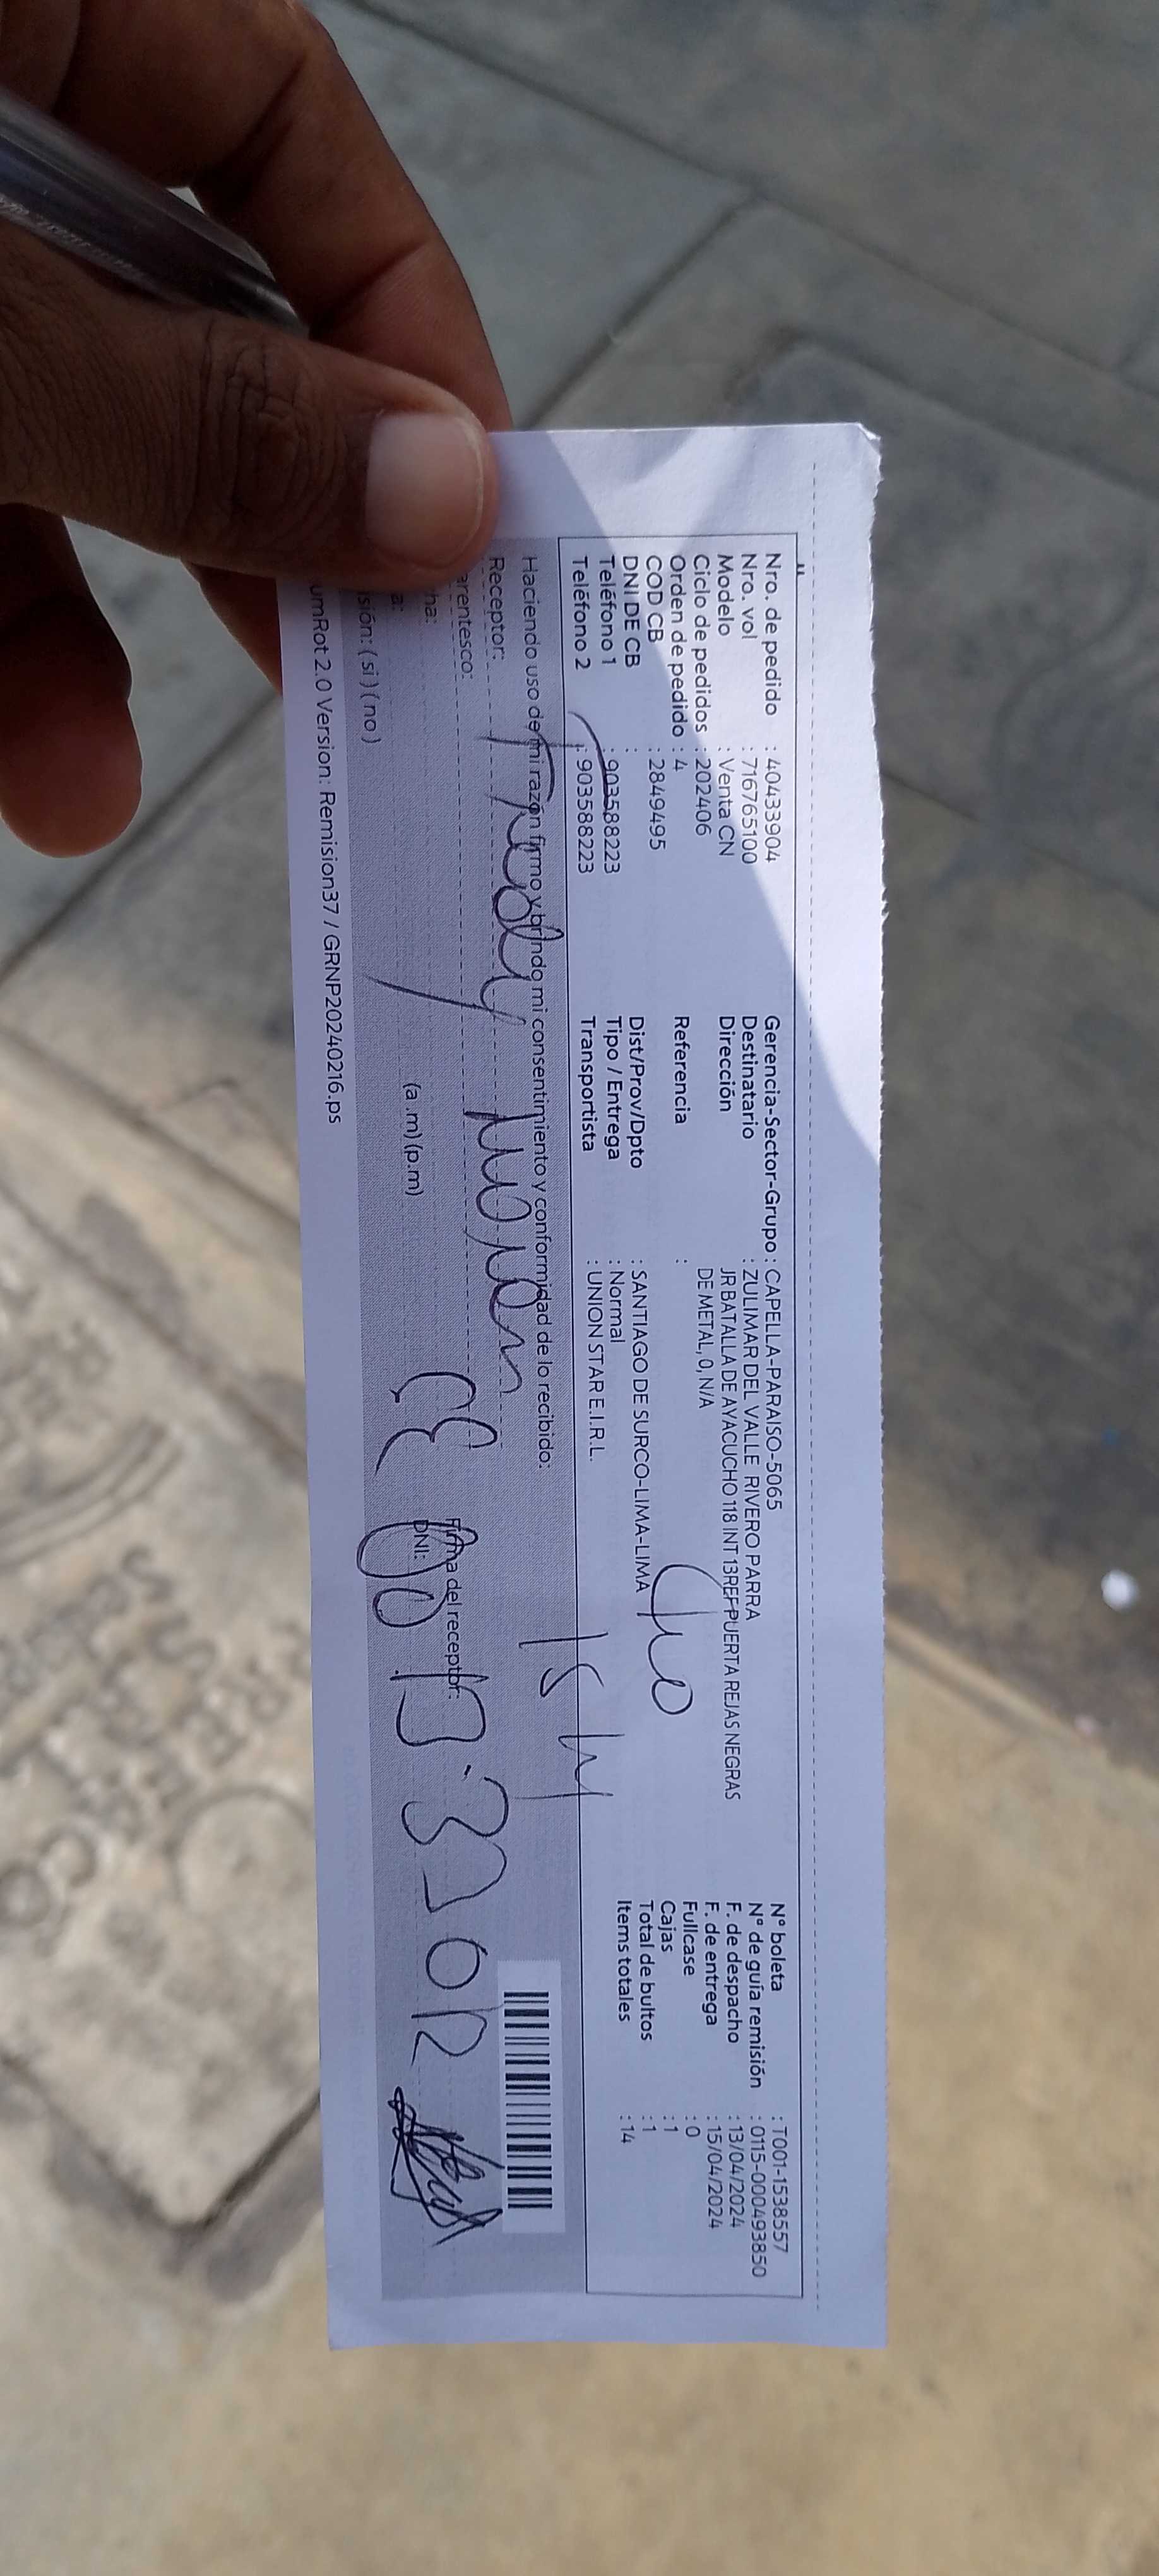 Nro. de pedido : 40433904
Nro. vol : 716765100
Modelo : Venta CN
Ciclo de pedidos : 202406
Orden de pedido : 4
COD CB : 2849495
DNI DE CB :
Teléfono 1 : 903588223
Teléfono 2 : 903588223
Gerencia-Sector-Grupo : CAPELLA-PARAISO-5065
Destinatario : ZULIMAR DEL VALLE RIVERO PARRA
Dirección JR BATALLA DE AYACUCHO 118 INT 13REF PUERTA REJAS NEGRAS
DE METAL, 0, N/A
Referencia :
Dist/Prov/Dpto : SANTIAGO DE SURCO-LIMA-LIMA
Tipo / Entrega : Normal
Transportista : UNION STAR E.I.R.L.
N° boleta : T001-1538557
N° de guía remisión : 0115-000493850
F. de despacho : 13/04/2024
F. de entrega : 15/04/2024
Fullcase : 0
Cajas : 1
Total de bultos : 1
Items totales : 14
Haciendo uso de mi razón firmo y brindo mi consentimiento y conformidad de lo recibido:
Receptor:
arentesco:
ha:
a: (a .m) (p.m)
CE
Firma del receptor:
DNI:
isión: ( si ) ( no )
umRot 2.0 Version: Remision37 / GRNP20240216.ps